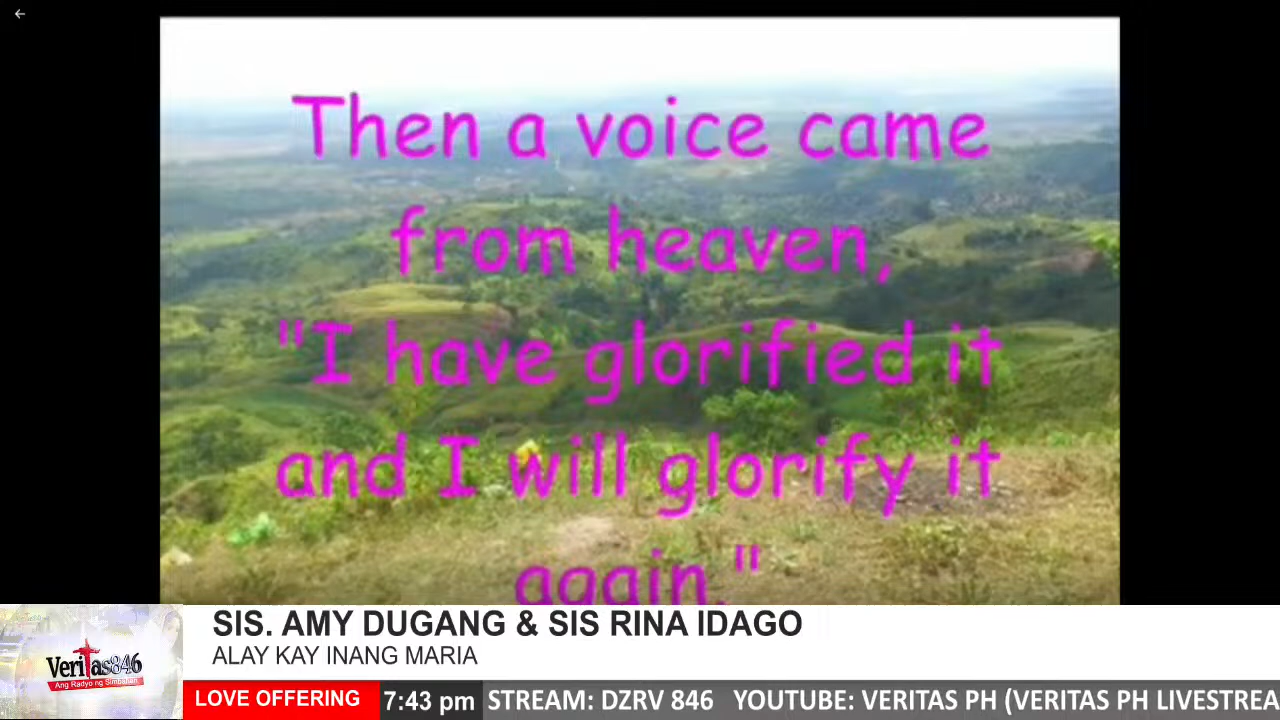 Then a voice came
from heaven,
"I have glorified it
and I will glorify it
again."
SIS. AMY DUGANG & SIS RINA IDAGO
ALAY KAY INANG MARIA
Veritas846
Ang Radyo ng Simbahan
LOVE OFFERING
7:43 pm
STREAM: DZRV 846 YOUTUBE: VERITAS PH (VERITAS PH LIVESTREA